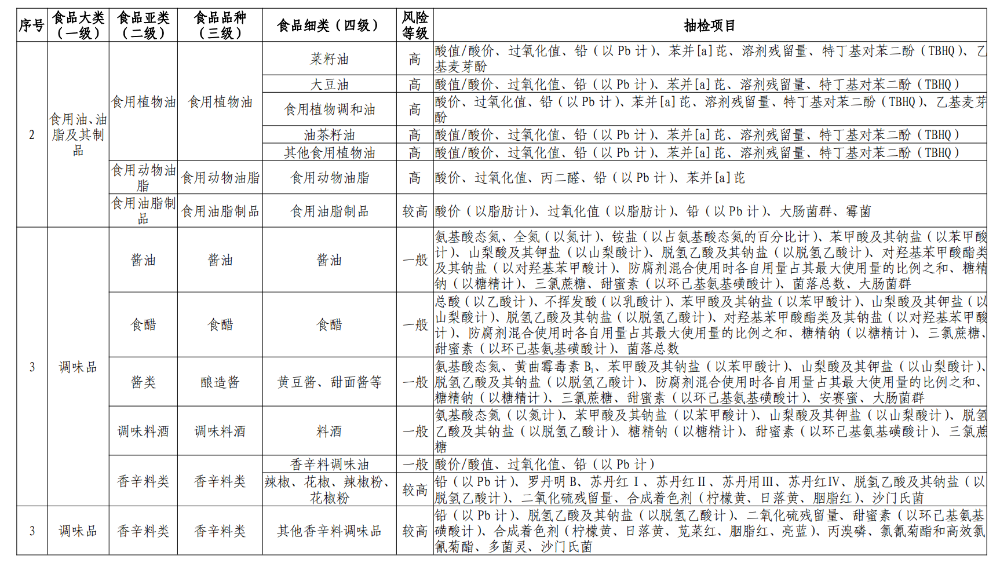 序号
食品大类
（一级）
食品亚类
（二级）
食品品种
（三级）
食品细类（四级）
风险
等级
抽检项目
2
食用油、油
脂及其制
品
食用植物油
食用植物油
菜籽油
高
酸值/酸价、过氧化值、铅（以 Pb 计）、苯并[a]芘、溶剂残留量、特丁基对苯二酚（TBHQ）、乙
基麦芽酚
大豆油
高
酸值/酸价、过氧化值、铅（以 Pb 计）、苯并[a]芘、溶剂残留量、特丁基对苯二酚（TBHQ）
食用植物调和油
高
酸价、过氧化值、铅（以 Pb 计）、苯并[a]芘、溶剂残留量、特丁基对苯二酚（TBHQ）、乙基麦芽
酚
油茶籽油
高
酸值/酸价、过氧化值、铅（以 Pb 计）、苯并[a]芘、溶剂残留量、特丁基对苯二酚（TBHQ）
其他食用植物油
高
酸值/酸价、过氧化值、铅（以 Pb 计）、苯并[a]芘、溶剂残留量、特丁基对苯二酚（TBHQ）
食用动物油
脂
食用动物油脂
食用动物油脂
高
酸价、过氧化值、丙二醛、铅（以 Pb 计）、苯并[a]芘
食用油脂制
品
食用油脂制品
食用油脂制品
较高
酸价（以脂肪计）、过氧化值（以脂肪计）、铅（以 Pb 计）、大肠菌群、霉菌
3
调味品
酱油
酱油
酱油
一般
氨基酸态氮、全氮（以氮计）、铵盐（以占氨基酸态氮的百分比计）、苯甲酸及其钠盐（以苯甲酸
计）、山梨酸及其钾盐（以山梨酸计）、脱氢乙酸及其钠盐（以脱氢乙酸计）、对羟基苯甲酸酯类
及其钠盐（以对羟基苯甲酸计）、防腐剂混合使用时各自用量占其最大使用量的比例之和、糖精
钠（以糖精计）、三氯蔗糖、甜蜜素（以环己基氨基磺酸计）、菌落总数、大肠菌群
食醋
食醋
食醋
一般
总酸（以乙酸计）、不挥发酸（以乳酸计）、苯甲酸及其钠盐（以苯甲酸计）、山梨酸及其钾盐（以
山梨酸计）、脱氢乙酸及其钠盐（以脱氢乙酸计）、对羟基苯甲酸酯类及其钠盐（以对羟基苯甲酸
计）、防腐剂混合使用时各自用量占其最大使用量的比例之和、糖精钠（以糖精计）、三氯蔗糖、
甜蜜素（以环己基氨基磺酸计）、菌落总数
酱类
酿造酱
黄豆酱、甜面酱等
一般
氨基酸态氮、黄曲霉毒素 B₁、苯甲酸及其钠盐（以苯甲酸计）、山梨酸及其钾盐（以山梨酸计）、
脱氢乙酸及其钠盐（以脱氢乙酸计）、防腐剂混合使用时各自用量占其最大使用量的比例之和、
糖精钠（以糖精计）、三氯蔗糖、甜蜜素（以环己基氨基磺酸计）、安赛蜜、大肠菌群
调味料酒
调味料酒
料酒
一般
氨基酸态氮（以氮计）、苯甲酸及其钠盐（以苯甲酸计）、山梨酸及其钾盐（以山梨酸计）、脱氢
乙酸及其钠盐（以脱氢乙酸计）、糖精钠（以糖精计）、甜蜜素（以环己基氨基磺酸计）、三氯蔗
糖
香辛料类
香辛料类
香辛料调味油
一般
酸价/酸值、过氧化值、铅（以 Pb 计）
辣椒、花椒、辣椒粉、
花椒粉
较高
铅（以 Pb 计）、罗丹明 B、苏丹红Ⅰ、苏丹红Ⅱ、苏丹用Ⅲ、苏丹红Ⅳ、脱氢乙酸及其钠盐（以
脱氢乙酸计）、二氧化硫残留量、合成着色剂（柠檬黄、日落黄、胭脂红）、沙门氏菌
3
调味品
香辛料类
香辛料类
其他香辛料调味品
较高
铅（以 Pb 计）、脱氢乙酸及其钠盐（以脱氢乙酸计）、二氧化硫残留量、甜蜜素（以环己基氨基
磺酸计）、合成着色剂（柠檬黄、日落黄、苋菜红、胭脂红、亮蓝）、丙溴磷、氯氰菊酯和高效氯
氰菊酯、多菌灵、沙门氏菌